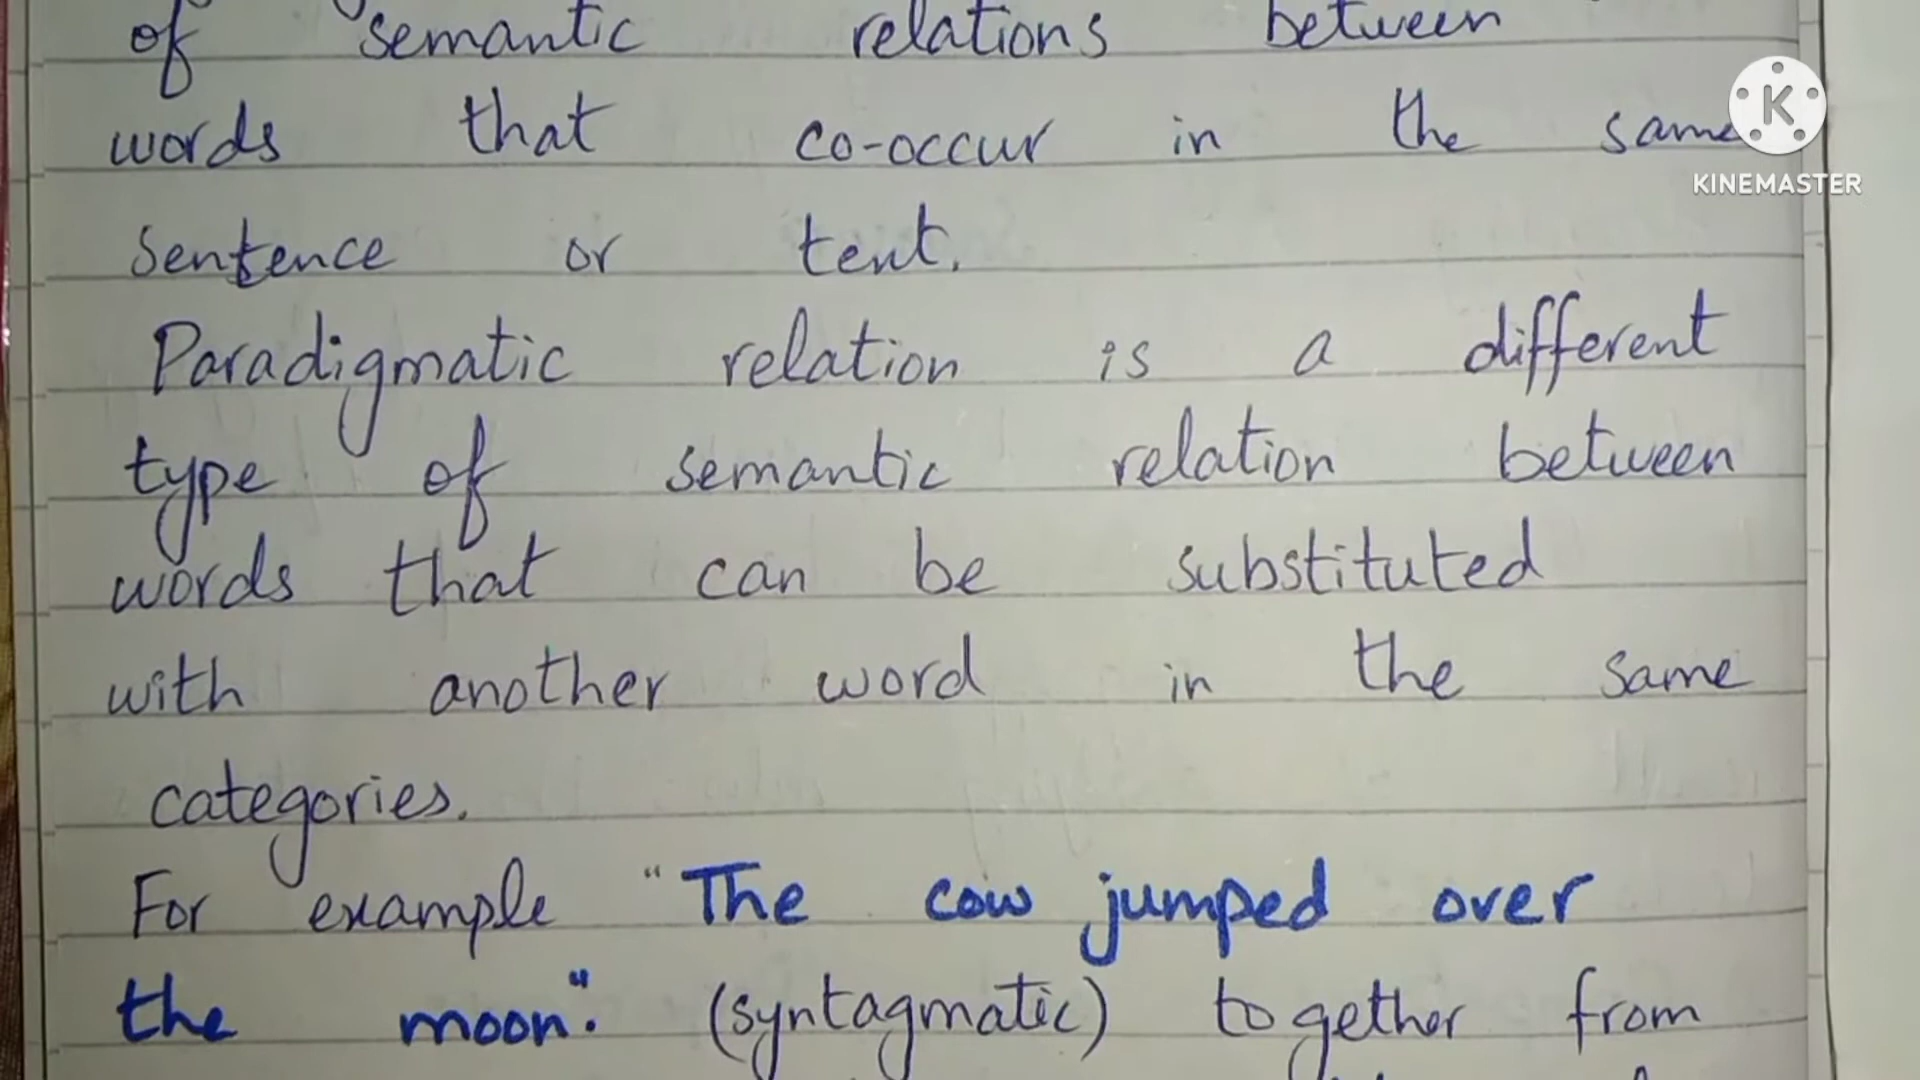 of semantic relations between
words that co-occur in the same
KINEMASTER
sentence or text.
Paradigmatic relation is a different
type of semantic relation between
words that can be substituted
with another word in the same
categories.
For example "The cow jumped over
the moon". (syntagmatic) together from